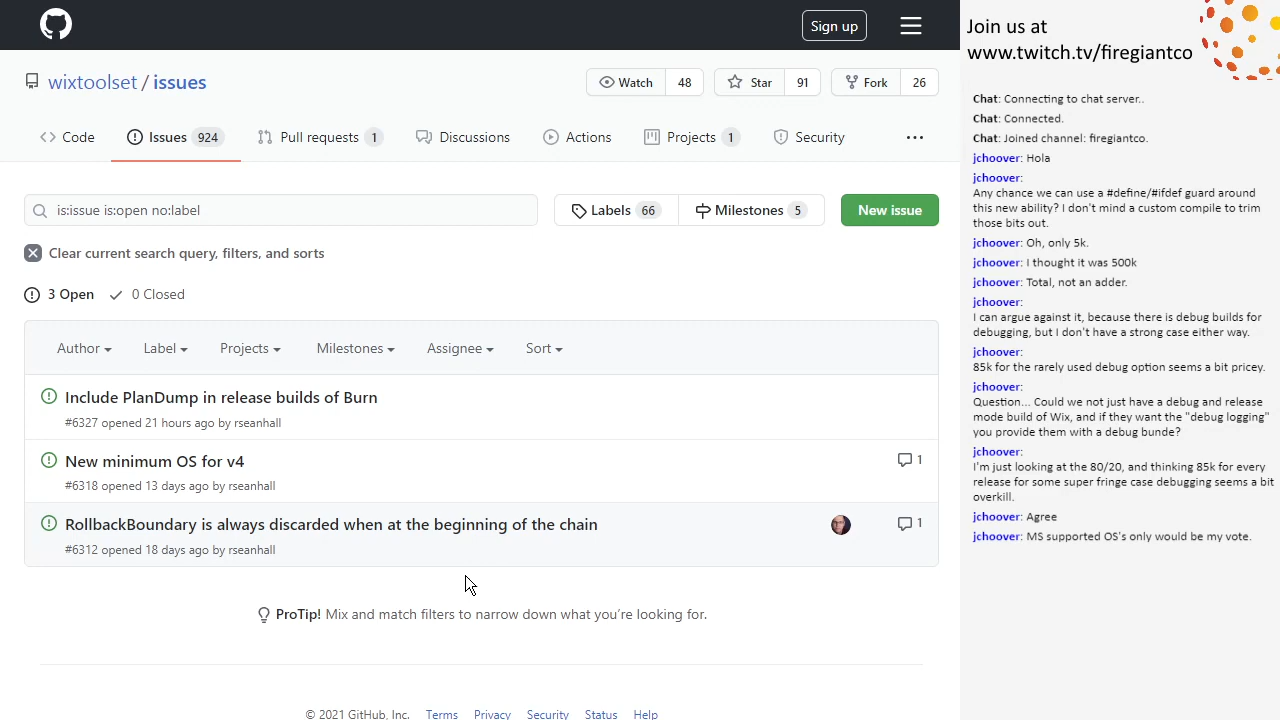 Sign up
wixtoolset / issues
Watch 48
Star 91
Fork 26
Code
Issues 924
Pull requests 1
Discussions
Actions
Projects 1
Security
is:issue is:open no:label
Labels 66
Milestones 5
New issue
Clear current search query, filters, and sorts
3 Open
0 Closed
Author
Label
Projects
Milestones
Assignee
Sort
Include PlanDump in release builds of Burn
#6327 opened 21 hours ago by rseanhall
New minimum OS for v4
1
#6318 opened 13 days ago by rseanhall
RollbackBoundary is always discarded when at the beginning of the chain
1
#6312 opened 18 days ago by rseanhall
ProTip! Mix and match filters to narrow down what you’re looking for.
© 2021 GitHub, Inc.
Terms
Privacy
Security
Status
Help
Join us at
www.twitch.tv/firegiantco
Chat: Connecting to chat server..
Chat: Connected.
Chat: Joined channel: firegiantco.
jchoover: Hola
jchoover:
Any chance we can use a #define/#ifdef guard around
this new ability? I don't mind a custom compile to trim
those bits out.
jchoover: Oh, only 5k.
jchoover: I thought it was 500k
jchoover: Total, not an adder.
jchoover:
I can argue against it, because there is debug builds for
debugging, but I don't have a strong case either way.
jchoover:
85k for the rarely used debug option seems a bit pricey.
jchoover:
Question... Could we not just have a debug and release
mode build of Wix, and if they want the "debug logging"
you provide them with a debug bunde?
jchoover:
I'm just looking at the 80/20, and thinking 85k for every
release for some super fringe case debugging seems a bit
overkill.
jchoover: Agree
jchoover: MS supported OS's only would be my vote.